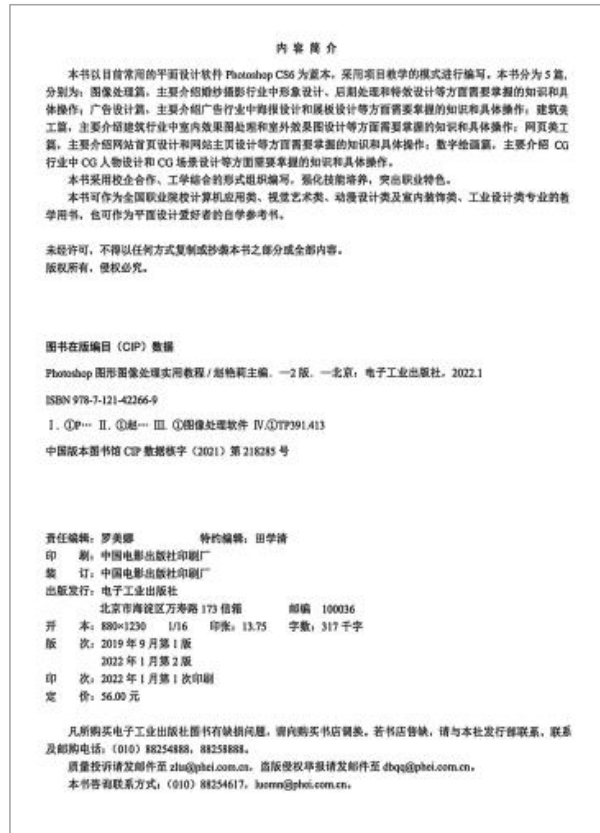 内 容 简 介
本书以目前常用的平面设计软件 Photoshop CS6 为蓝本，采用项目教学的模式进行编写。本书分为 5 篇，
分别为：图像处理篇，主要介绍婚纱摄影行业中形象设计、后期处理和特效设计等方面需要掌握的知识和具
体操作；广告设计篇，主要介绍广告行业中海报设计和展板设计等方面需要掌握的知识和具体操作；建筑美
工篇，主要介绍建筑行业中室内效果图处理和室外效果图设计等方面需要掌握的知识和具体操作；网页美工
篇，主要介绍网站首页设计和网站主页设计等方面需要掌握的知识和具体操作；数字绘画篇，主要介绍 CG
行业中 CG 人物设计和 CG 场景设计等方面需要掌握的知识和具体操作。
本书采用校企合作、工学结合的形式组织编写，强化技能培养，突出职业特色。
本书可作为全国职业院校计算机应用类、视觉艺术类、动漫设计类及室内装饰类、工业设计类专业的教
学用书，也可作为平面设计爱好者的自学参考书。
未经许可，不得以任何方式复制或抄袭本书之部分或全部内容。
版权所有，侵权必究。
图书在版编目（CIP）数据
Photoshop 图形图像处理实用教程 / 赵艳莉主编. —2 版. —北京：电子工业出版社，2022.1
ISBN 978-7-121-42266-9
Ⅰ. ①P… Ⅱ. ①赵… Ⅲ. ①图像处理软件 Ⅳ.①TP391.413
中国版本图书馆 CIP 数据核字（2021）第 218285 号
责任编辑：罗美娜 特约编辑：田学清
印 刷：中国电影出版社印刷厂
装 订：中国电影出版社印刷厂
出版发行：电子工业出版社
北京市海淀区万寿路 173 信箱 邮编 100036
开 本：880×1230 1/16 印张：13.75 字数：317 千字
版 次：2019 年 9 月第 1 版
2022 年 1 月第 2 版
印 次：2022 年 1 月第 1 次印刷
定 价：56.00 元
凡所购买电子工业出版社图书有缺损问题，请向购买书店调换。若书店售缺，请与本社发行部联系，联系
及邮购电话：（010）88254888，88258888。
质量投诉请发邮件至 zlts@phei.com.cn，盗版侵权举报请发邮件至 dbqq@phei.com.cn。
本书咨询联系方式：（010）88254617，luomn@phei.com.cn。